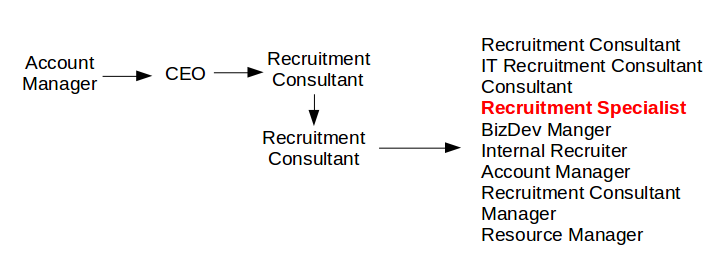 Account
Manager
CEO
Recruitment
Consultant
Recruitment
Consultant
Recruitment Consultant
IT Recruitment Consultant
Consultant
Recruitment Specialist
BizDev Manger
Internal Recruiter
Account Manager
Recruitment Consultant
Manager
Resource Manager